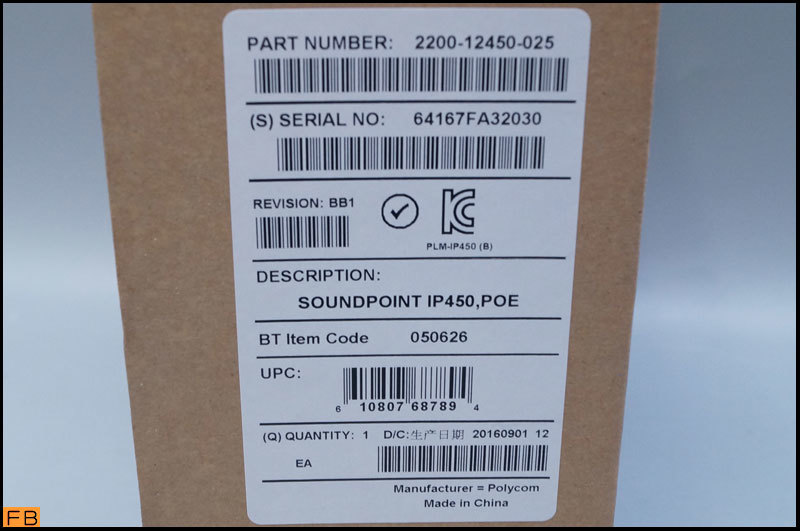 PART NUMBER: 2200-12450-025
(S) SERIAL NO: 64167FA32030
REVISION: BB1
PLM-IP450 (B)
DESCRIPTION:
SOUNDPOINT IP450,POE
BT Item Code 050626
UPC:
6 10807 68789 4
(Q) QUANTITY: 1 D/C:生产日期 20160901 12
EA
Manufacturer = Polycom
Made in China
FB